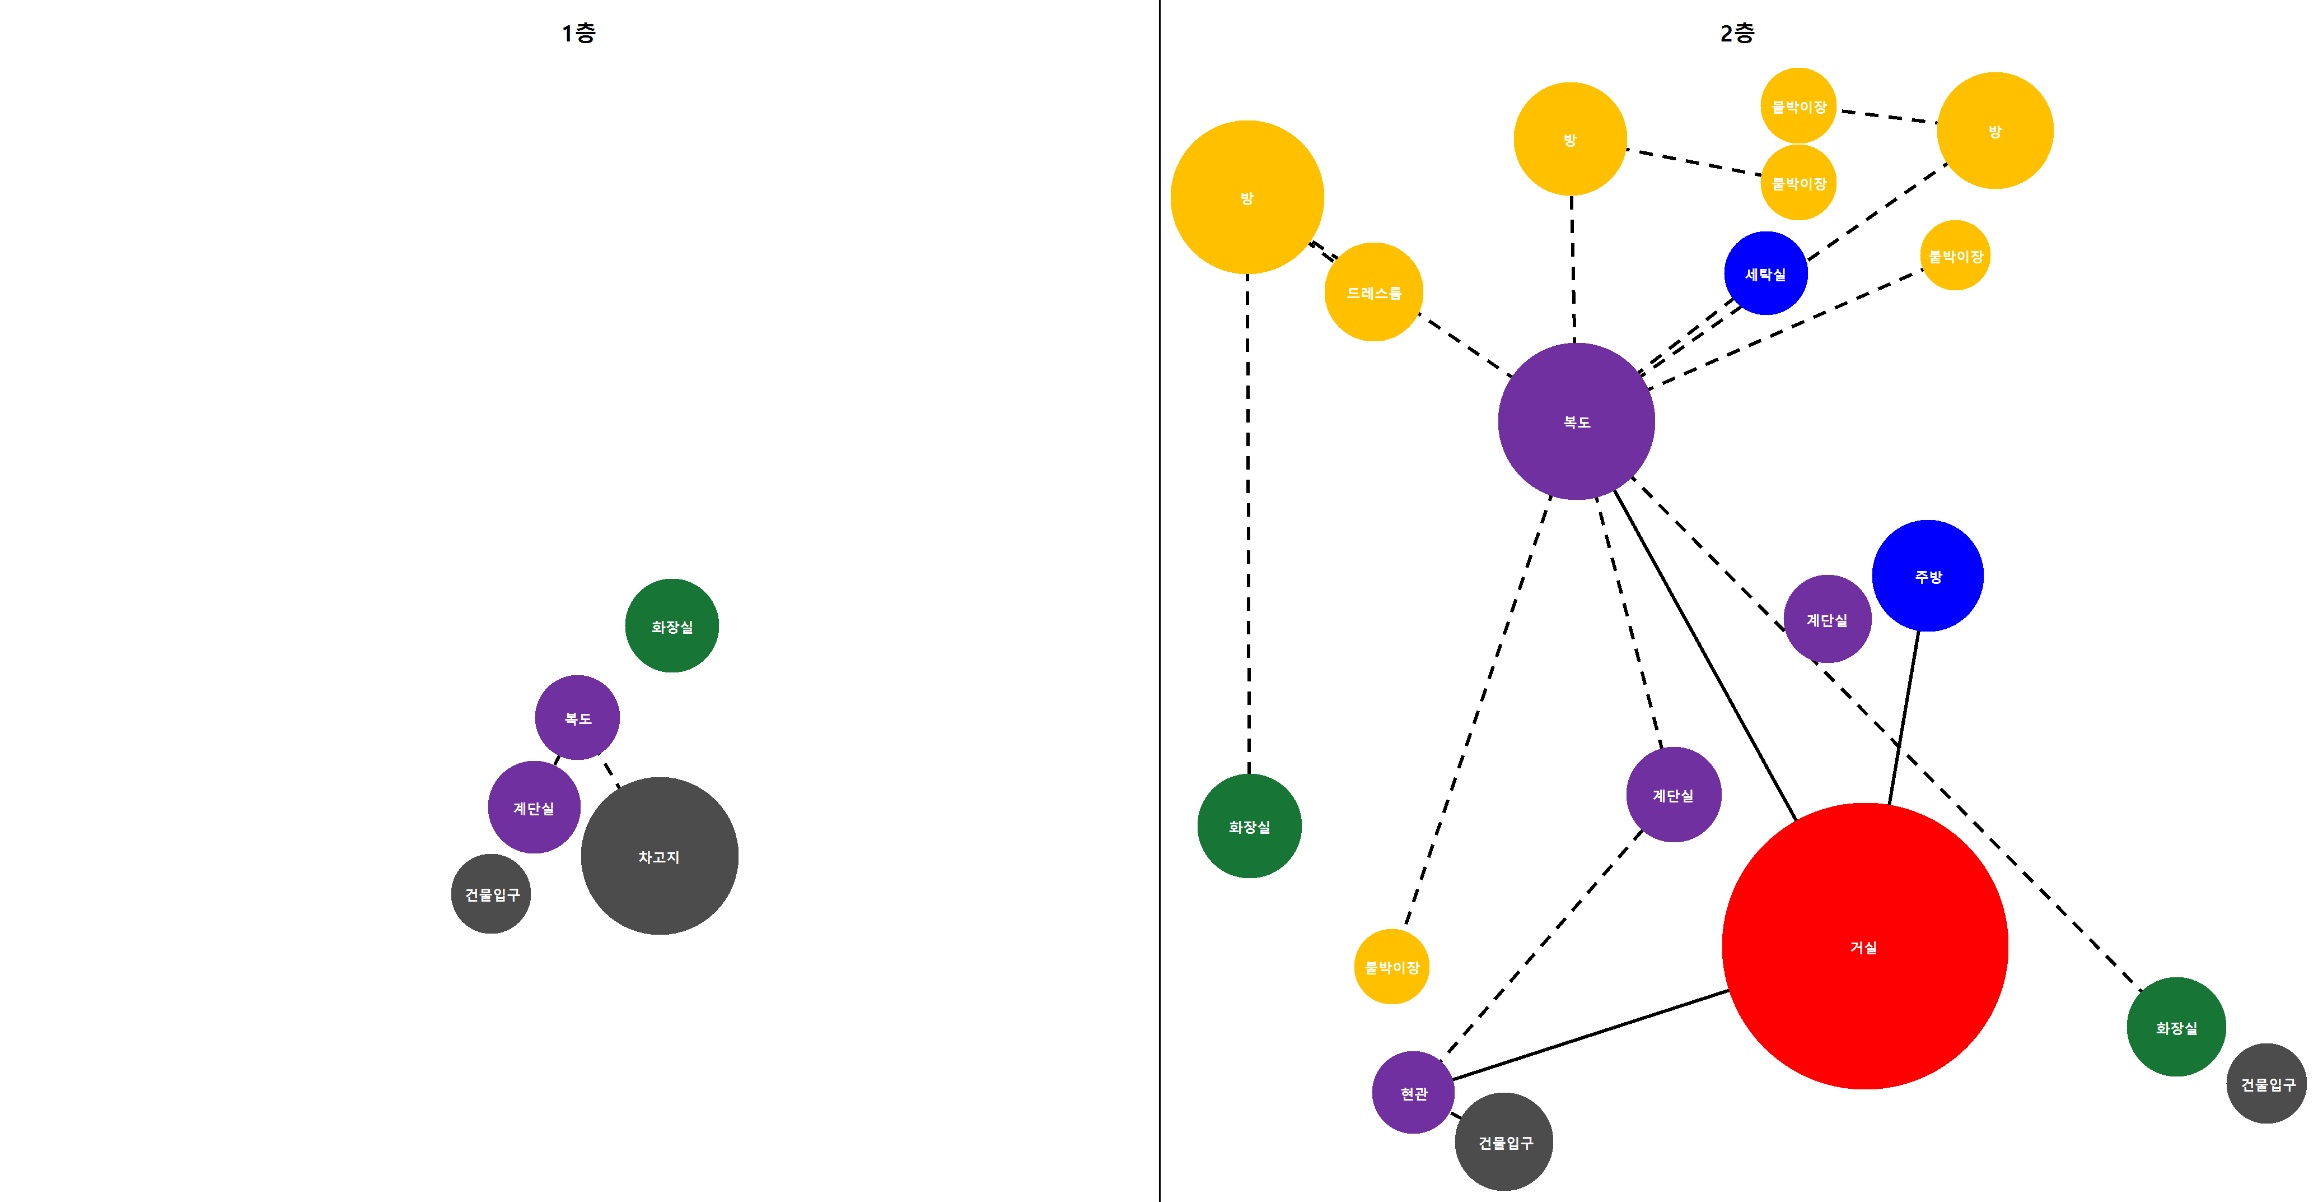 1층
화장실
복도
계단실
차고지
건물입구
2층
붙박이장
방
방
붙박이장
방
붙박이장
세탁실
드레스룸
복도
주방
계단실
계단실
화장실
거실
붙박이장
화장실
건물입구
현관
건물입구